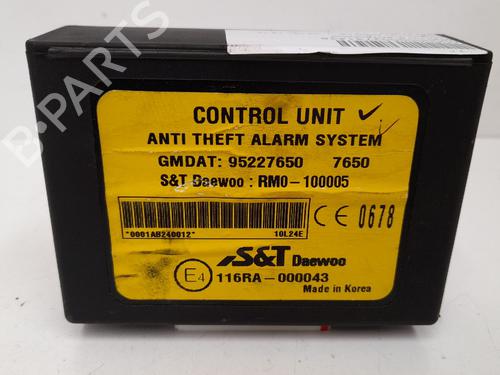 CONTROL UNIT ✓
ANTI THEFT ALARM SYSTEM
GMDAT: 95227650 7650
S&T Daewoo : RMO-100005
"0001AB240012" 10L24E
CE 0678
S&T Daewoo
E4 116RA-000043
Made in Korea
B-PARTS